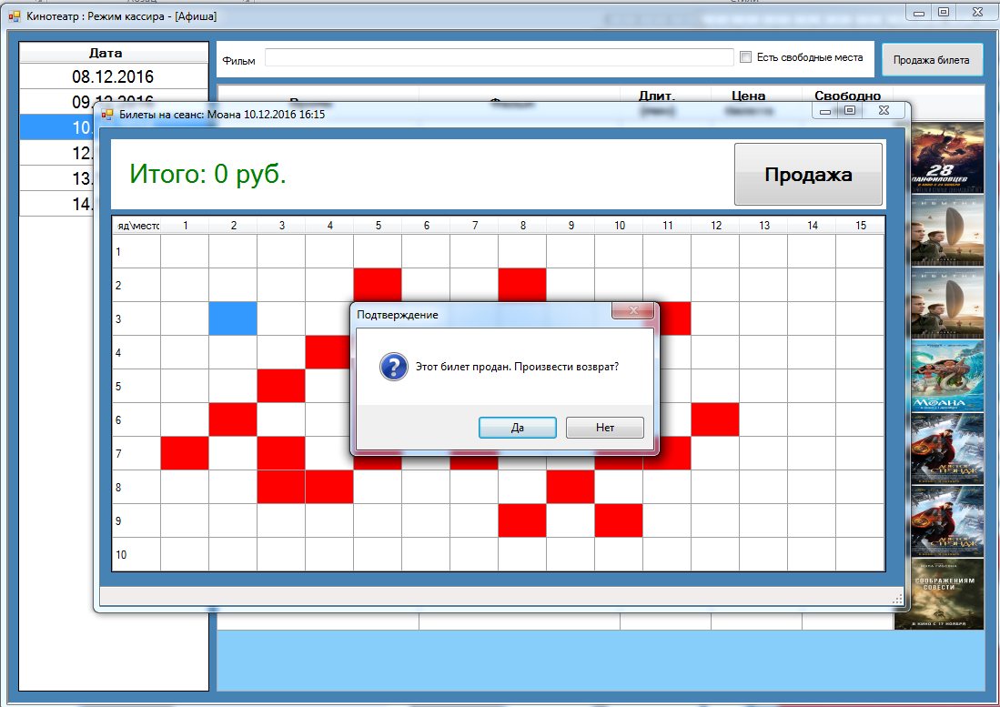 Кинотеатр : Режим кассира - [Афиша]
Дата
08.12.2016
09.12.2016
10.
12.
13.
14.
Фильм
Есть свободные места
Продажа билета
Длит.
Цена
Свободно
Билеты на сеанс: Моана 10.12.2016 16:15
Итого: 0 руб.
Продажа
яд\место 1 2 3 4 5 6 7 8 9 10 11 12 13 14 15
1
2
3
4
5
6
7
8
9
10
Подтверждение
Этот билет продан. Произвести возврат?
Да
Нет
28
ПАНФИЛОВЦЕВ
МОАНА
ДОКТОР
СТРЭНДЖ
ДОКТОР
СТРЭНДЖ
СООБРАЖЕНИЯМ
СОВЕСТИ
В КИНО С 17 НОЯБРЯ